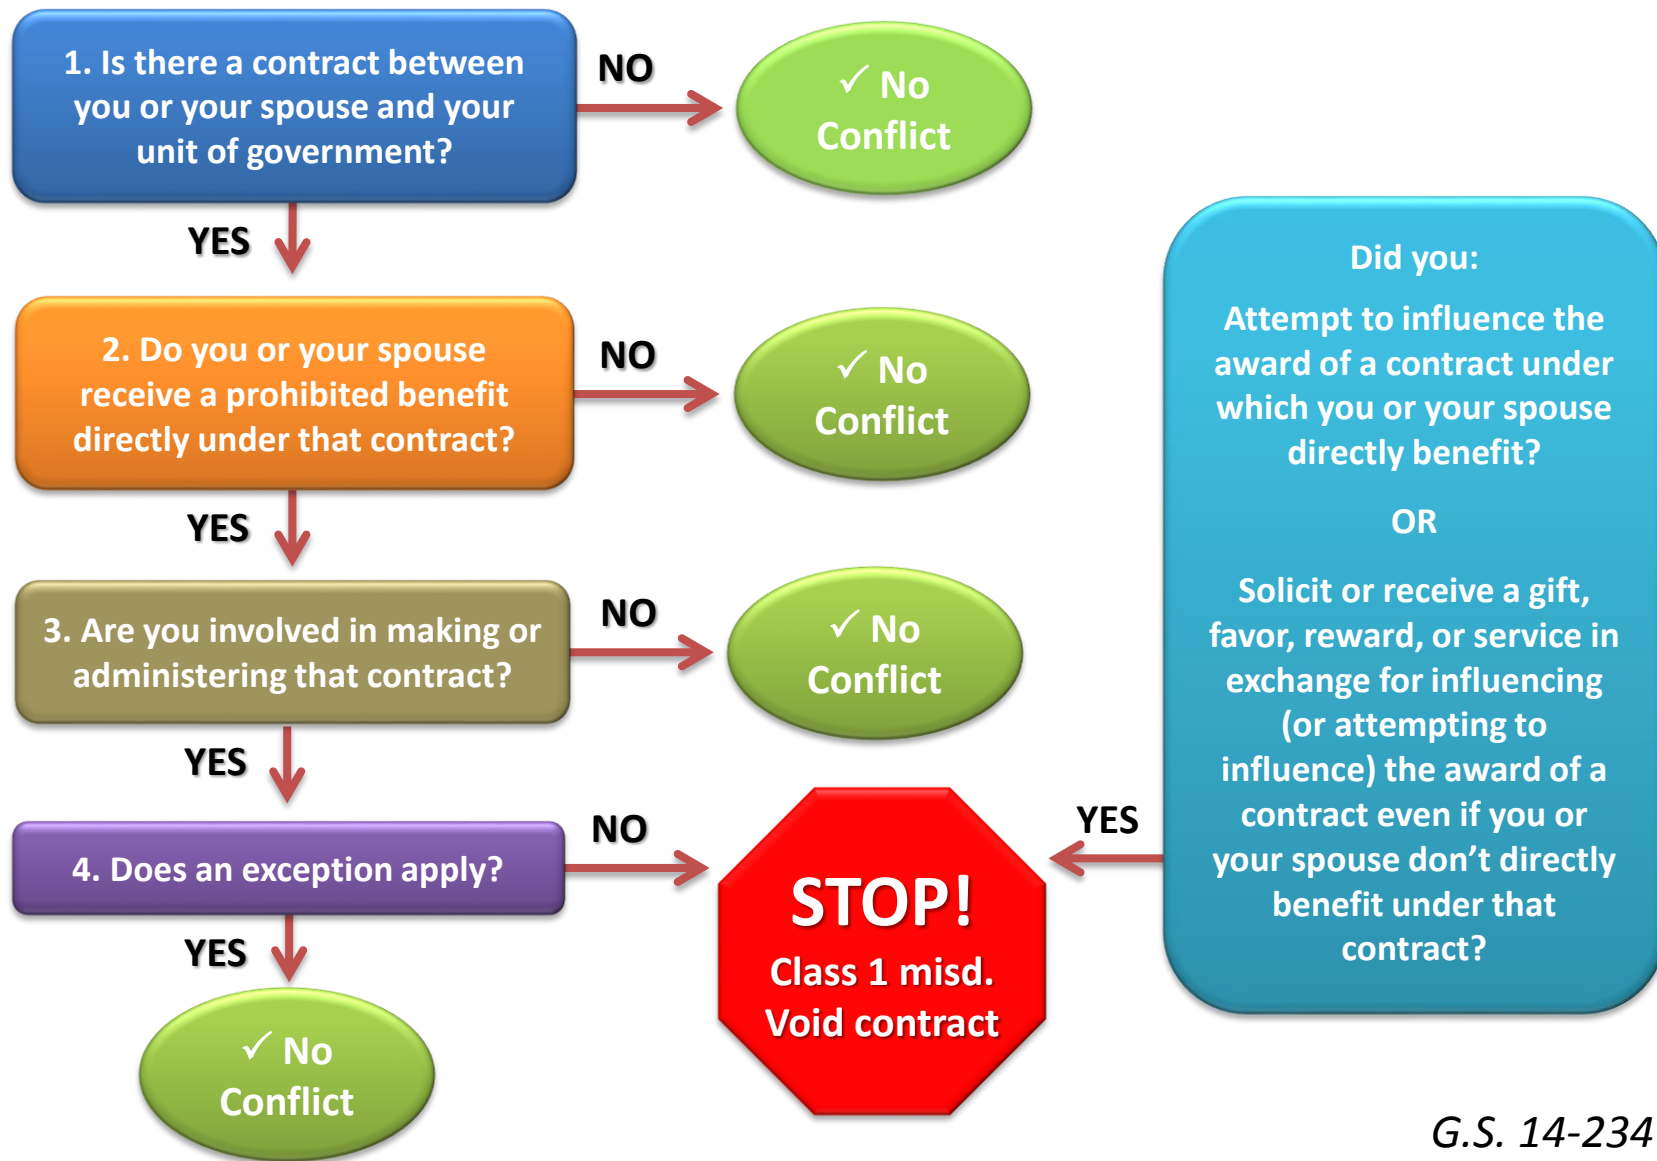 1. Is there a contract between
you or your spouse and your
unit of government?
NO
✓ No
Conflict
YES
2. Do you or your spouse
receive a prohibited benefit
directly under that contract?
NO
✓ No
Conflict
YES
3. Are you involved in making or
administering that contract?
NO
✓ No
Conflict
YES
4. Does an exception apply?
NO
STOP!
Class 1 misd.
Void contract
YES
✓ No
Conflict
Did you:
Attempt to influence the
award of a contract under
which you or your spouse
directly benefit?
OR
Solicit or receive a gift,
favor, reward, or service in
exchange for influencing
(or attempting to
influence) the award of a
contract even if you or
your spouse don’t directly
benefit under that
contract?
YES
G.S. 14-234